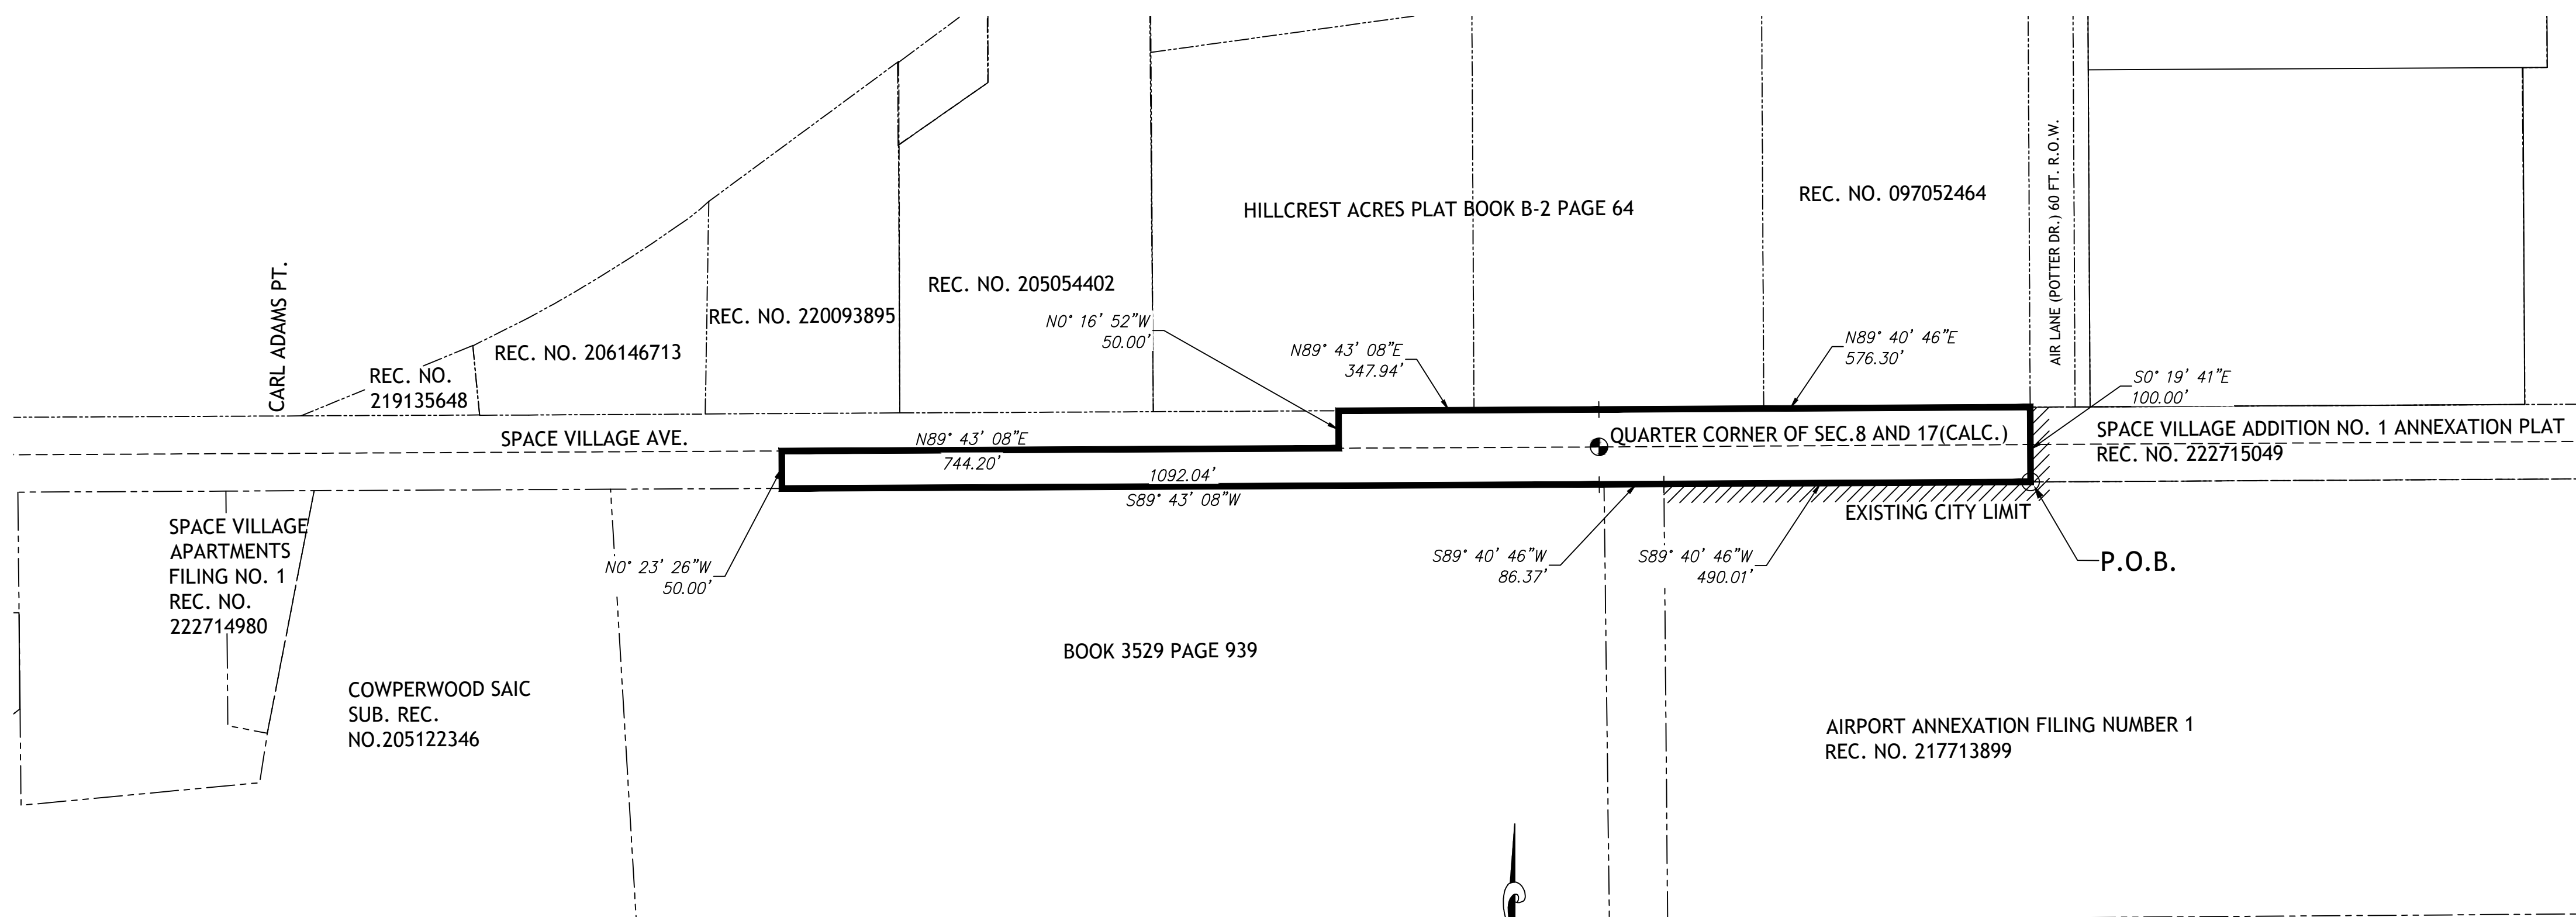 AIR LANE (POTTER DR.) 60 FT. R.O.W.
REC. NO. 097052464
HILLCREST ACRES PLAT BOOK B-2 PAGE 64
CARL ADAMS PT.
REC. NO. 205054402
REC. NO. 220093895
N0° 16' 52"W
50.00'
REC. NO. 206146713
N89° 43' 08"E
347.94'
N89° 40' 46"E
576.30'
REC. NO.
219135648
S0° 19' 41"E
100.00'
SPACE VILLAGE AVE.
N89° 43' 08"E
744.20'
QUARTER CORNER OF SEC.8 AND 17(CALC.)
SPACE VILLAGE ADDITION NO. 1 ANNEXATION PLAT
REC. NO. 222715049
1092.04'
S89° 43' 08"W
EXISTING CITY LIMIT
SPACE VILLAGE
APARTMENTS
FILING NO. 1
REC. NO.
222714980
N0° 23' 26"W
50.00'
S89° 40' 46"W
86.37'
S89° 40' 46"W
490.01'
P.O.B.
BOOK 3529 PAGE 939
COWPERWOOD SAIC
SUB. REC.
NO.205122346
AIRPORT ANNEXATION FILING NUMBER 1
REC. NO. 217713899